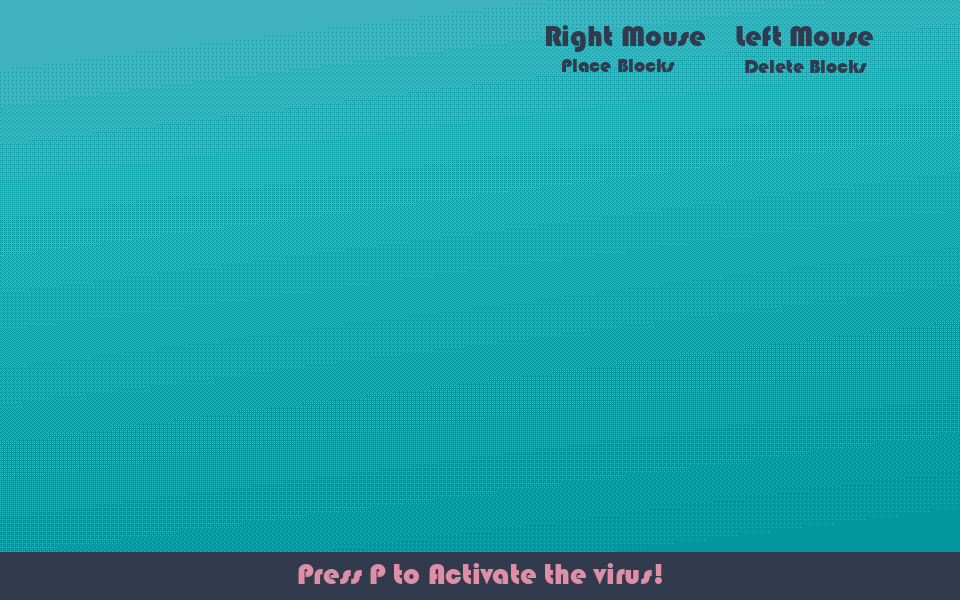 Right Mouse
Place Blocks
Left Mouse
Delete Blocks
Press P to Activate the virus!